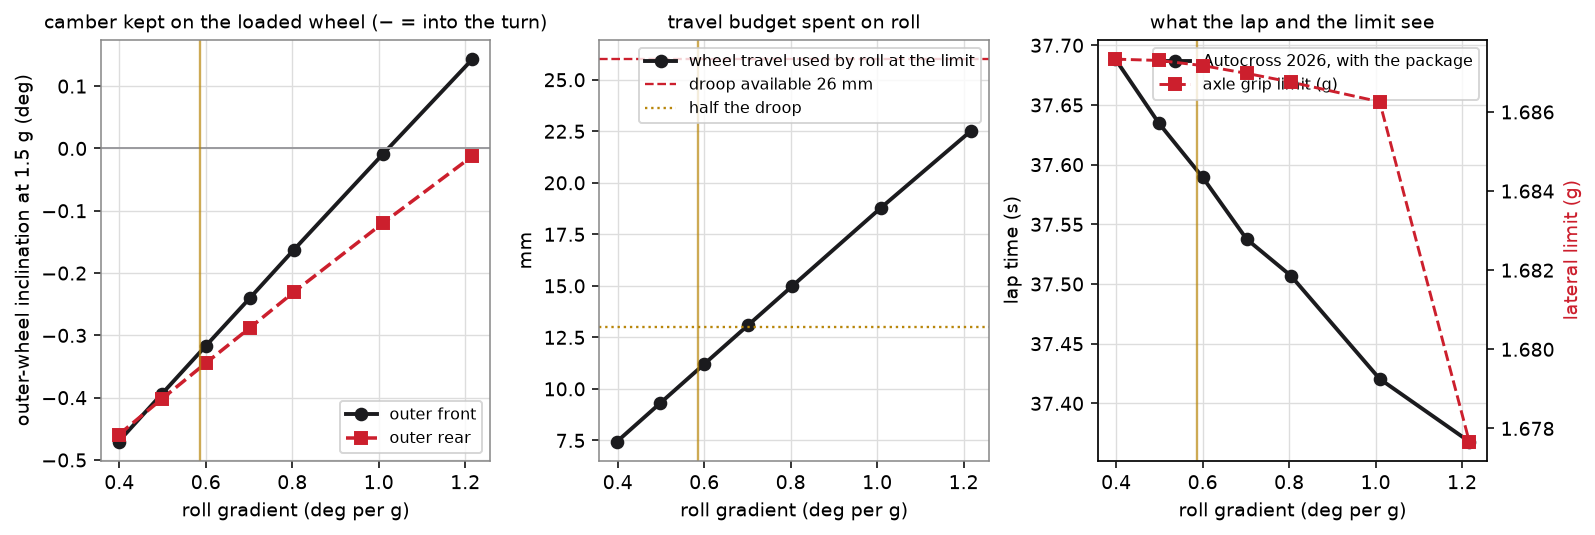 camber kept on the loaded wheel (− = into the turn)
outer-wheel inclination at 1.5 g (deg)
0.1
0.0
−0.1
−0.2
−0.3
−0.4
−0.5
0.4 0.6 0.8 1.0 1.2
roll gradient (deg per g)
outer front
outer rear
travel budget spent on roll
mm
25.0
22.5
20.0
17.5
15.0
12.5
10.0
7.5
0.4 0.6 0.8 1.0 1.2
roll gradient (deg per g)
wheel travel used by roll at the limit
droop available 26 mm
half the droop
what the lap and the limit see
lap time (s)
37.70
37.65
37.60
37.55
37.50
37.45
37.40
0.4 0.6 0.8 1.0 1.2
roll gradient (deg per g)
Autocross 2026, with the package
axle grip limit (g)
1.686
1.684
1.682
1.680
1.678
lateral limit (g)